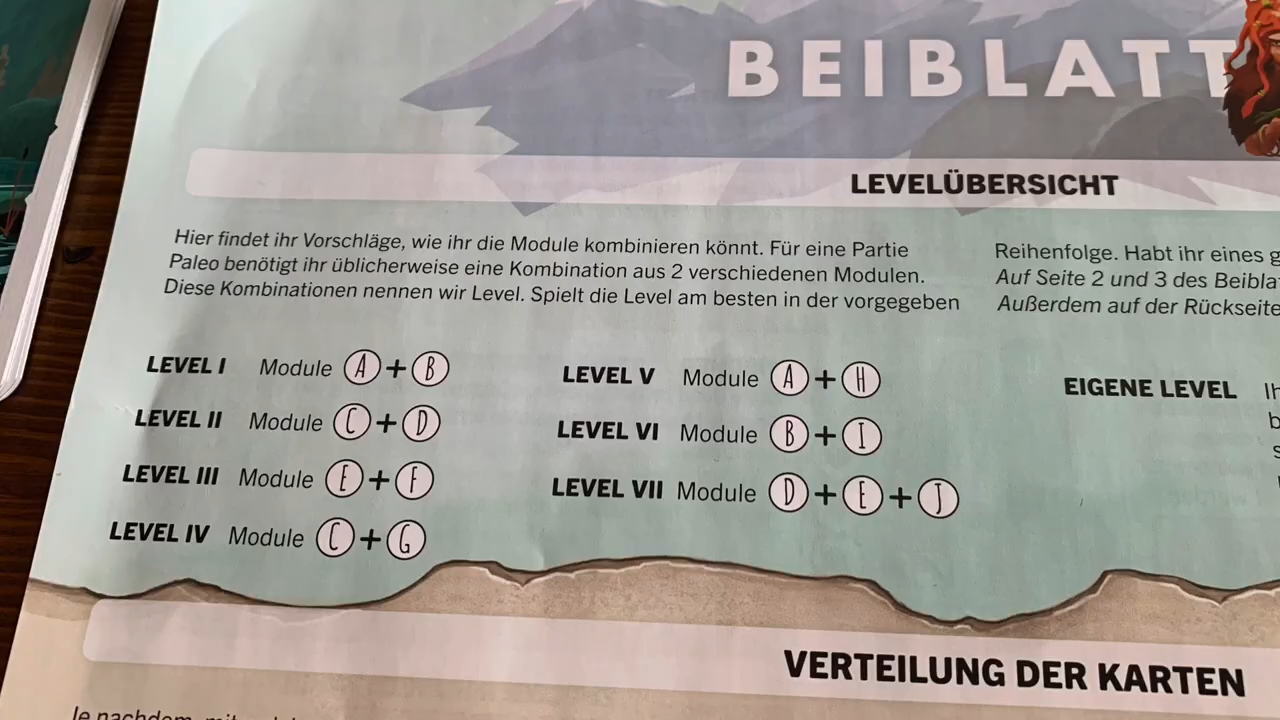 BEIBLATT
LEVELÜBERSICHT
Hier findet ihr Vorschläge, wie ihr die Module kombinieren könnt. Für eine Partie
Paleo benötigt ihr üblicherweise eine Kombination aus 2 verschiedenen Modulen.
Diese Kombinationen nennen wir Level. Spielt die Level am besten in der vorgegeben
Reihenfolge. Habt ihr eines
Auf Seite 2 und 3 des
Außerdem auf der Rückseite
LEVEL I Module A + B
LEVEL II Module C + D
LEVEL III Module E + F
LEVEL IV Module C + G
LEVEL V Module A + H
LEVEL VI Module B + I
LEVEL VII Module D + E + J
EIGENE LEVEL
VERTEILUNG DER KARTEN
Je nachdem, mit